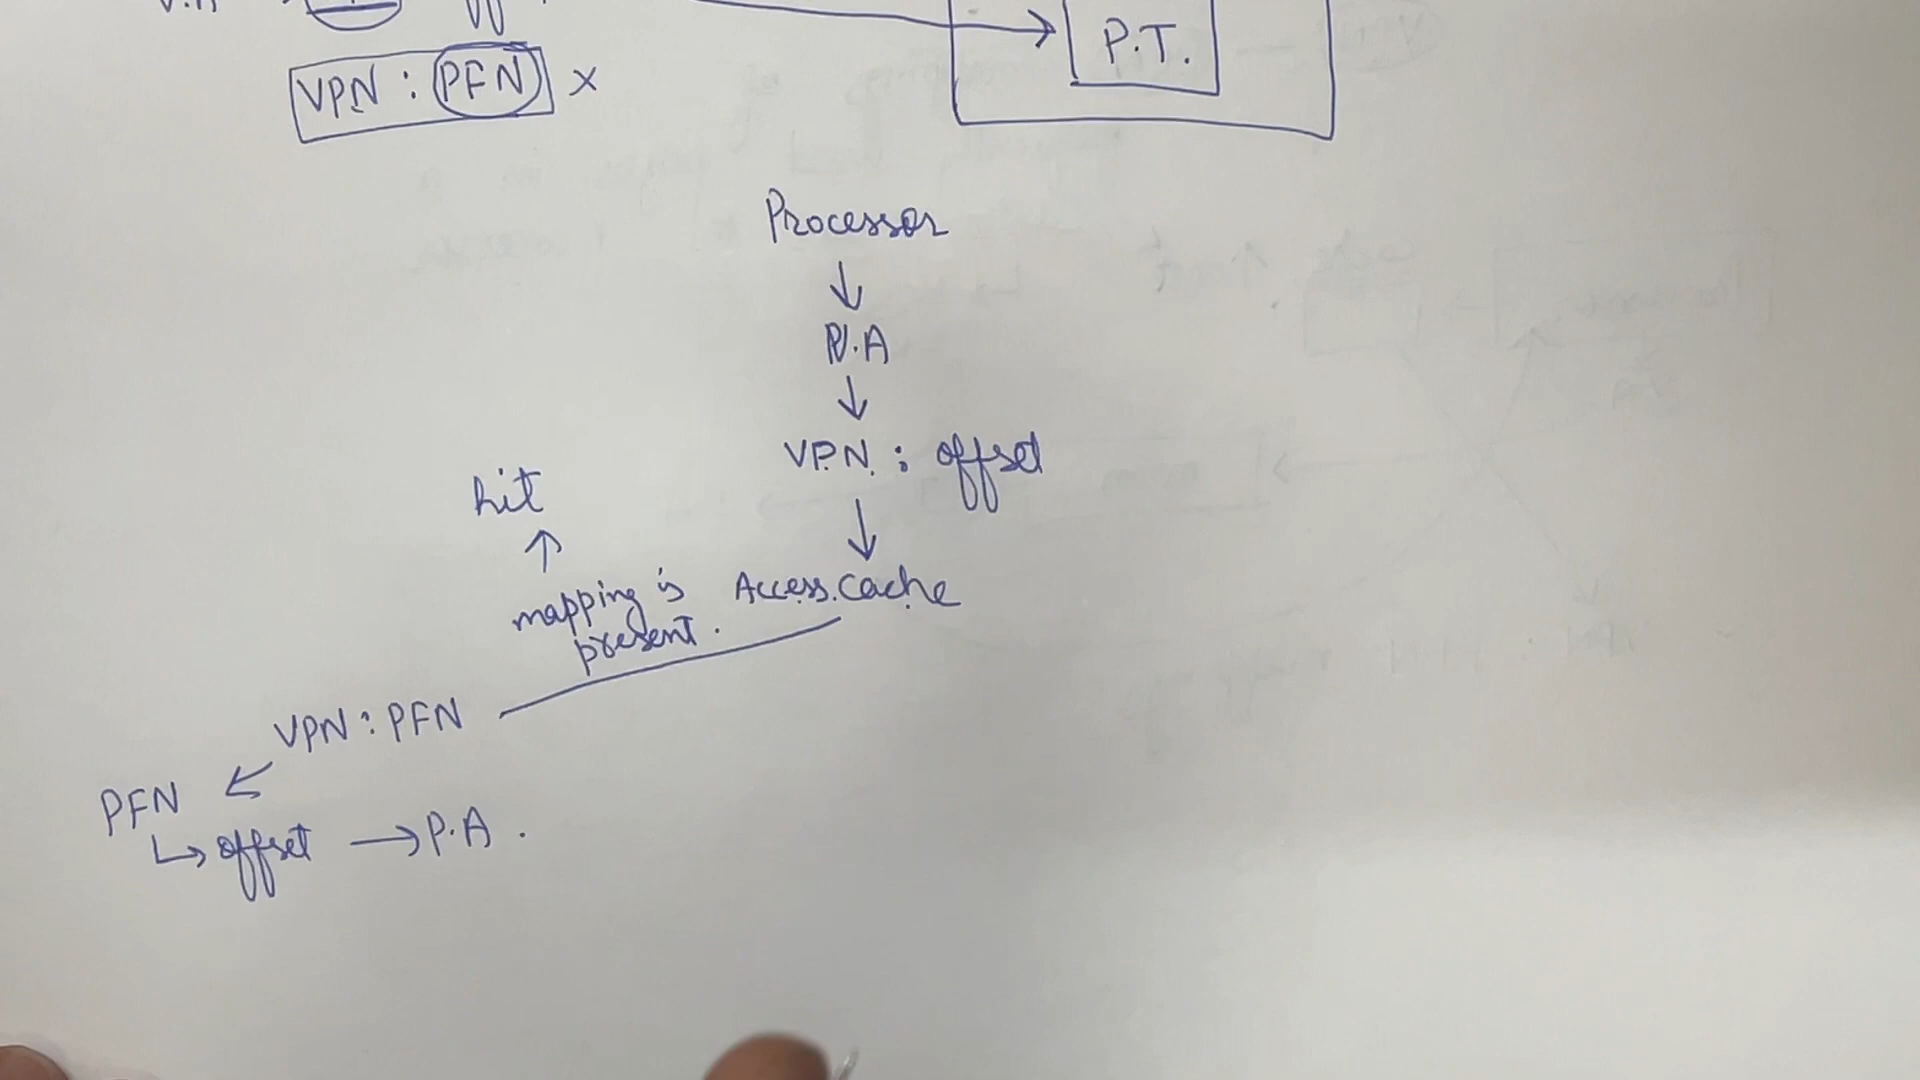 VPN : PFN x
P.T.
Processor
V.A
VPN : offset
hit
mapping is
present.
Access Cache
VPN : PFN
PFN
offset → P.A.